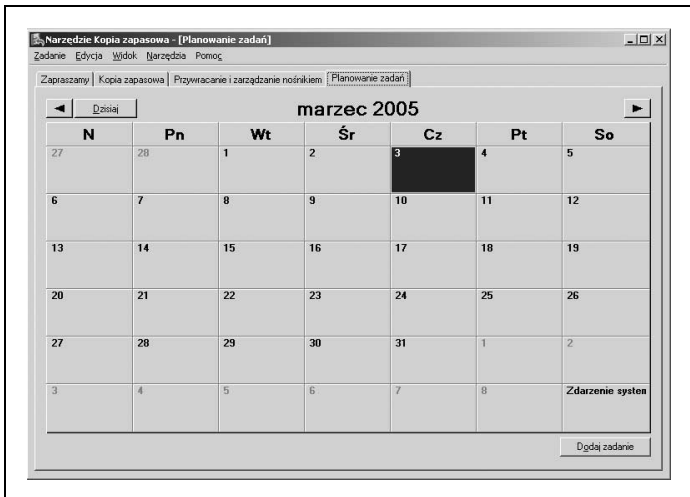 Narzędzie Kopia zapasowa - [Planowanie zadań]
Zadanie Edycja Widok Narzędzia Pomoc
Zapraszamy Kopia zapasowa Przywracanie i zarządzanie nośnikiem Planowanie zadań
Dzisiaj marzec 2005
N Pn Wt Śr Cz Pt So
27 28 1 2 3 4 5
6 7 8 9 10 11 12
13 14 15 16 17 18 19
20 21 22 23 24 25 26
27 28 29 30 31 1 2
3 4 5 6 7 8 Zdarzenie system
Dodaj zadanie